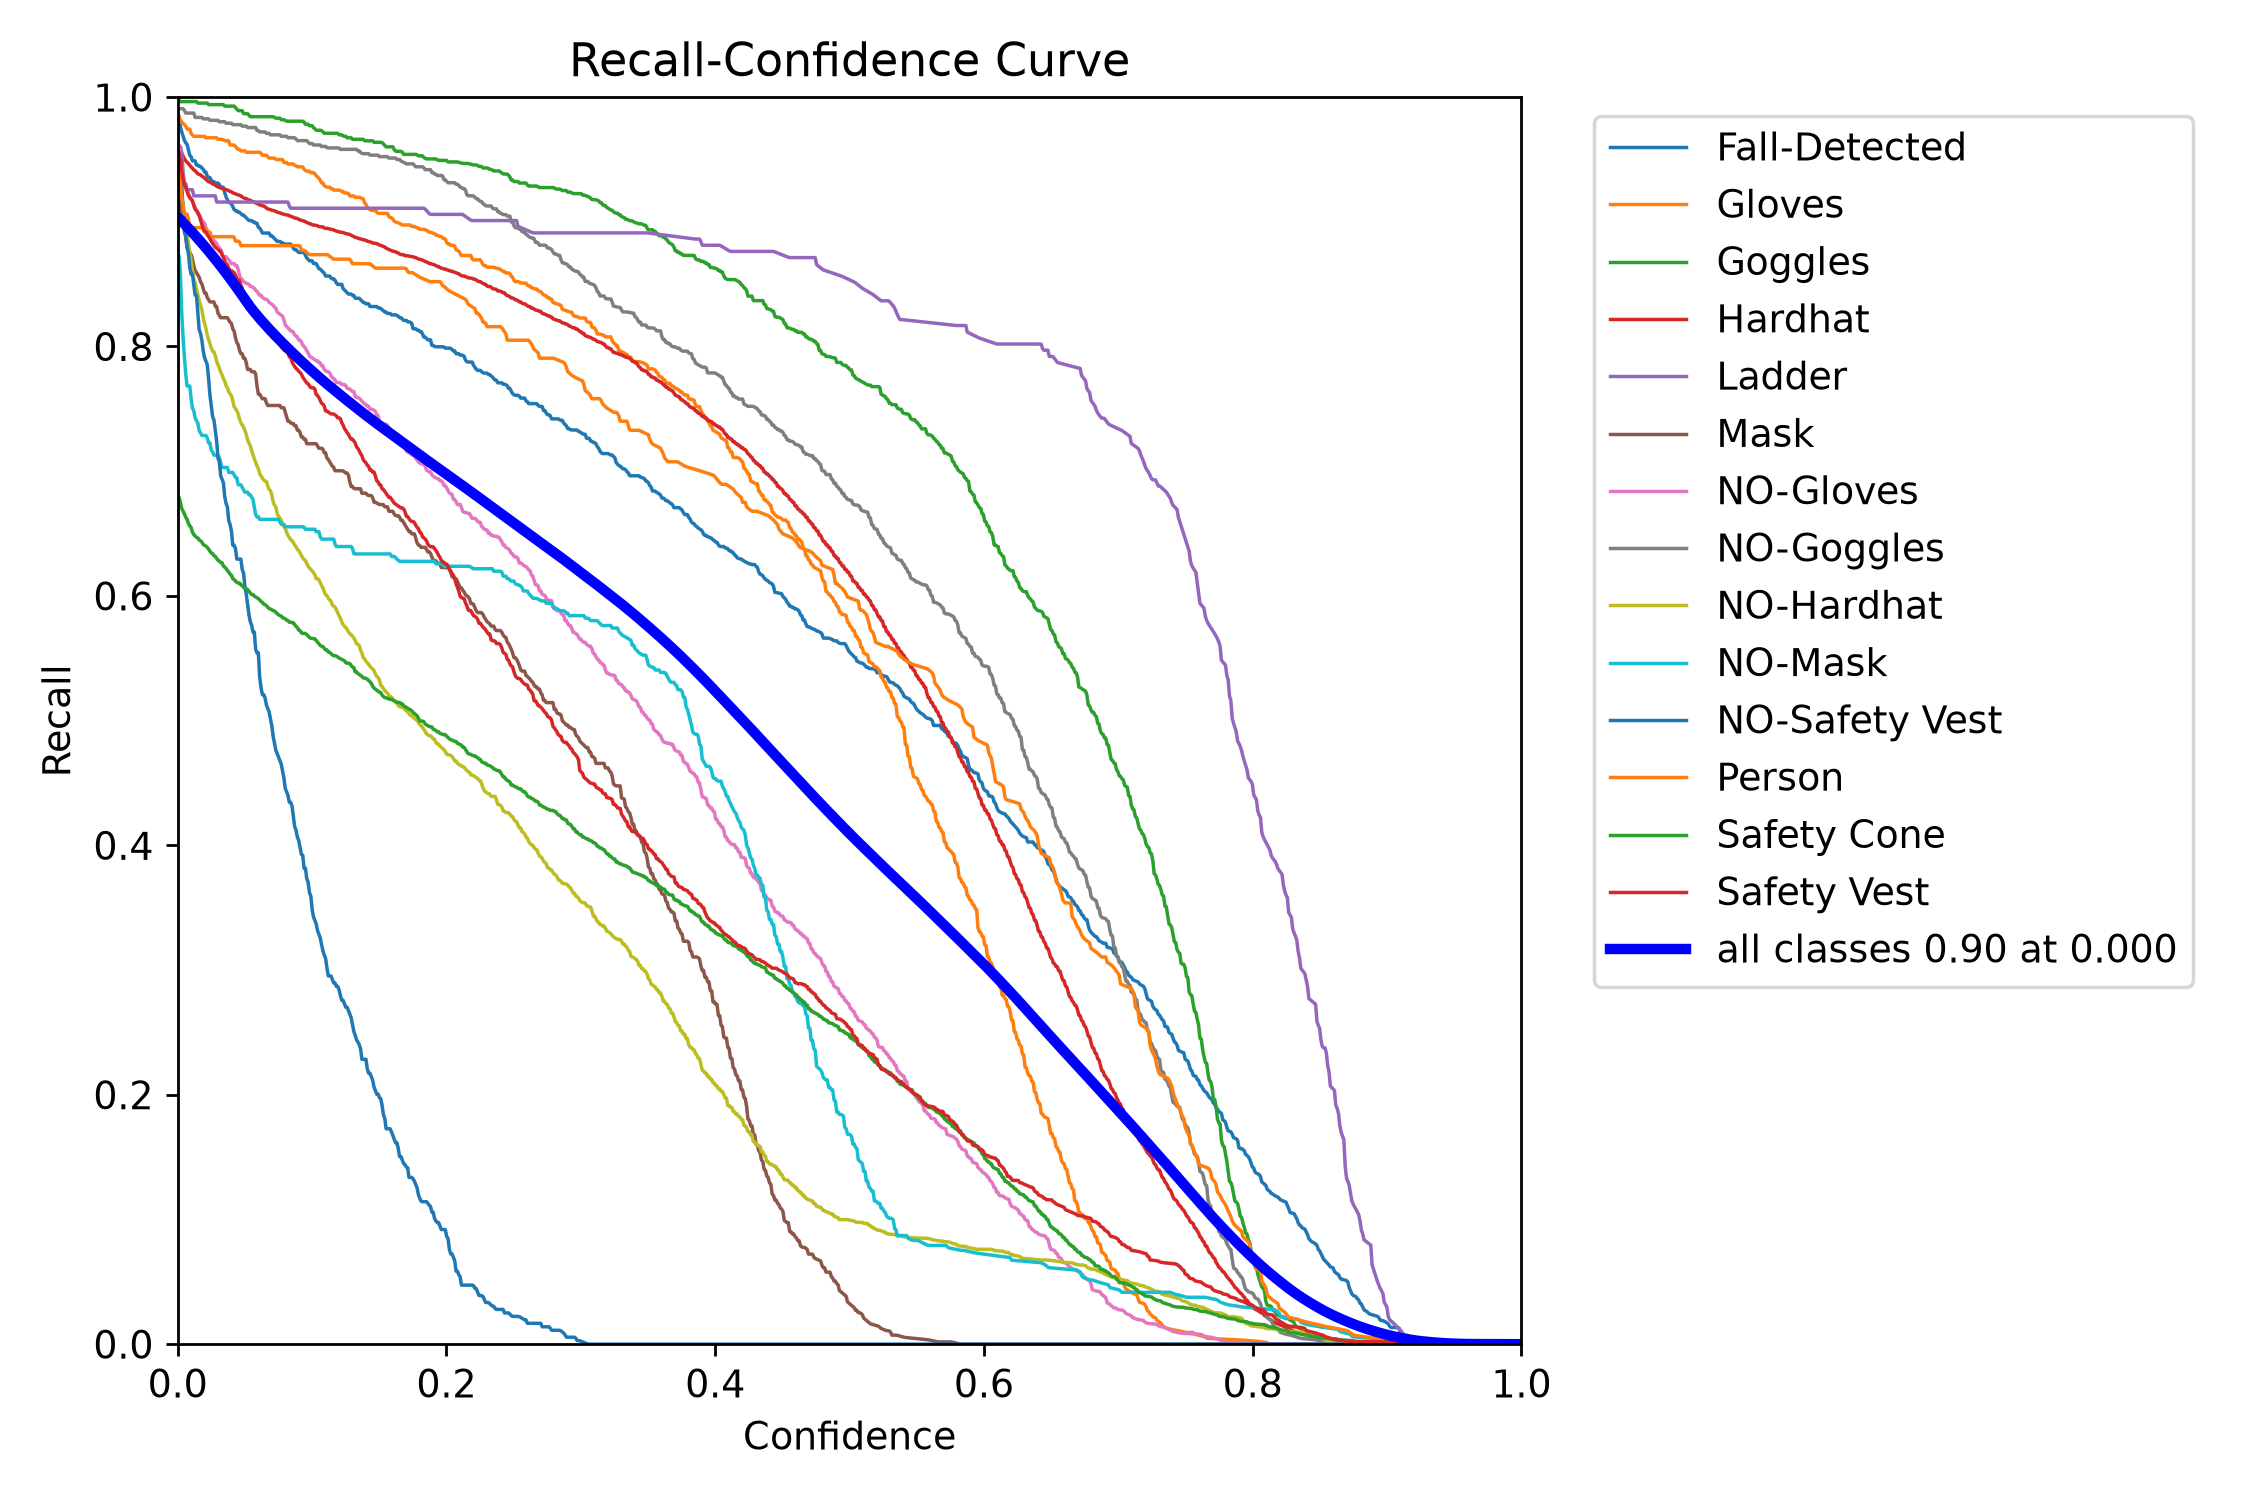 Recall-Confidence Curve
1.0
0.8
0.6
0.4
0.2
0.0
Recall
0.0 0.2 0.4 0.6 0.8 1.0
Confidence
Fall-Detected
Gloves
Goggles
Hardhat
Ladder
Mask
NO-Gloves
NO-Goggles
NO-Hardhat
NO-Mask
NO-Safety Vest
Person
Safety Cone
Safety Vest
all classes 0.90 at 0.000